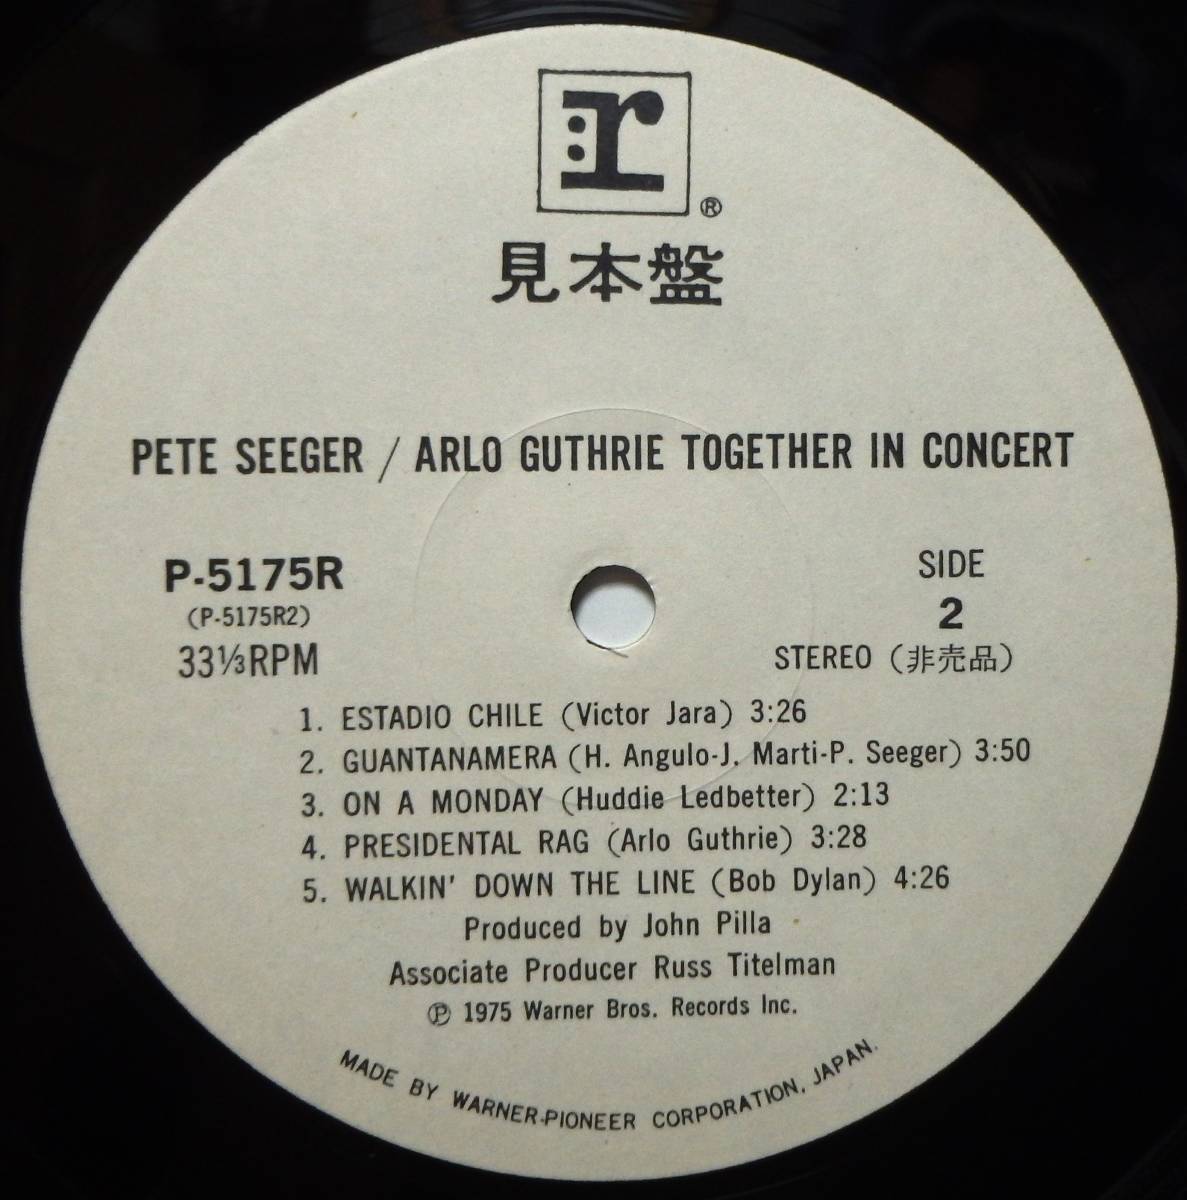 r
®
見本盤
PETE SEEGER / ARLO GUTHRIE TOGETHER IN CONCERT
P-5175R
(P-5175R2)
33⅓RPM
SIDE
2
STEREO (非売品)
1. ESTADIO CHILE (Victor Jara) 3:26
2. GUANTANAMERA (H. Angulo-J. Marti-P. Seeger) 3:50
3. ON A MONDAY (Huddie Ledbetter) 2:13
4. PRESIDENTAL RAG (Arlo Guthrie) 3:28
5. WALKIN' DOWN THE LINE (Bob Dylan) 4:26
Produced by John Pilla
Associate Producer Russ Titelman
℗ 1975 Warner Bros. Records Inc.
MADE BY WARNER-PIONEER CORPORATION, JAPAN.